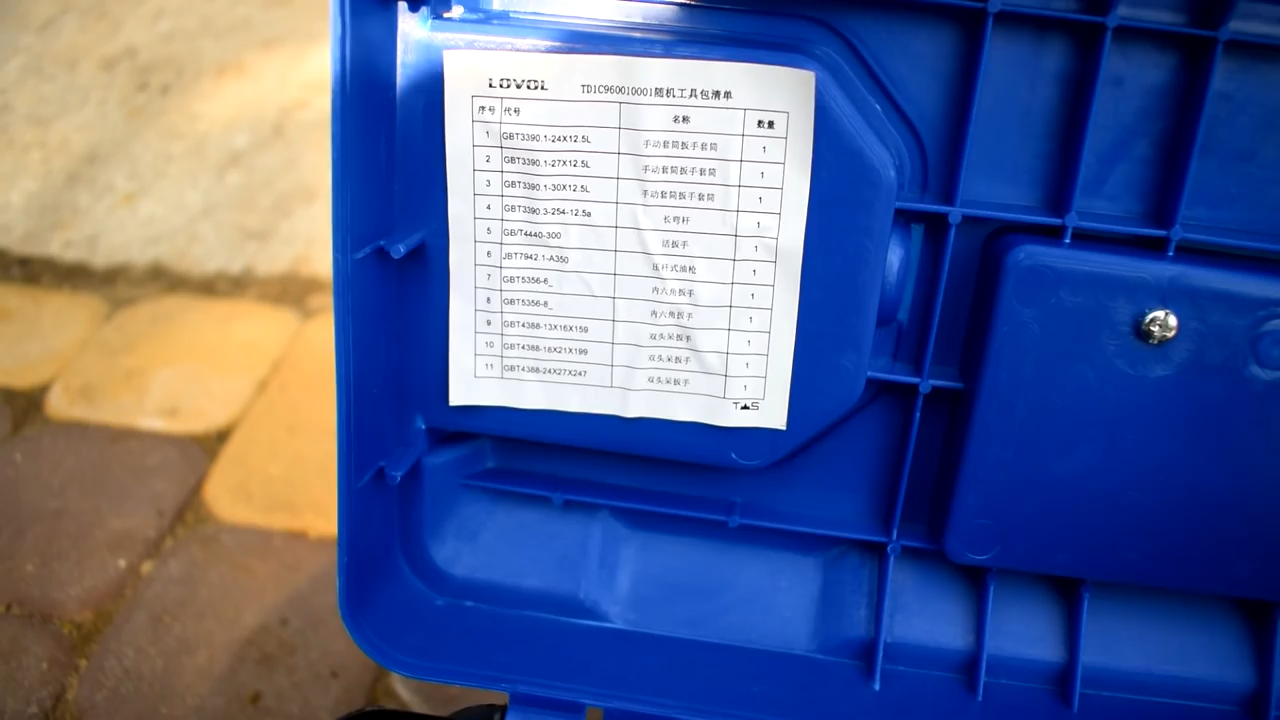 LOVOL TD1C960010001随机工具包清单
序号 代号 名称 数量
1 GBT3390.1-24X12.5L 手动套筒扳手套筒 1
2 GBT3390.1-27X12.5L 手动套筒扳手套筒 1
3 GBT3390.1-30X12.5L 手动套筒扳手套筒 1
4 GBT3390.3-254-12.5a 长弯杆 1
5 GB/T4440-300 活扳手 1
6 JBT7942.1-A350 压杆式油枪 1
7 GBT5356-6_ 内六角扳手 1
8 GBT5356-8_ 内六角扳手 1
9 GBT4388-13X16X159 双头呆扳手 1
10 GBT4388-18X21X199 双头呆扳手 1
11 GBT4388-24X27X247 双头呆扳手 1